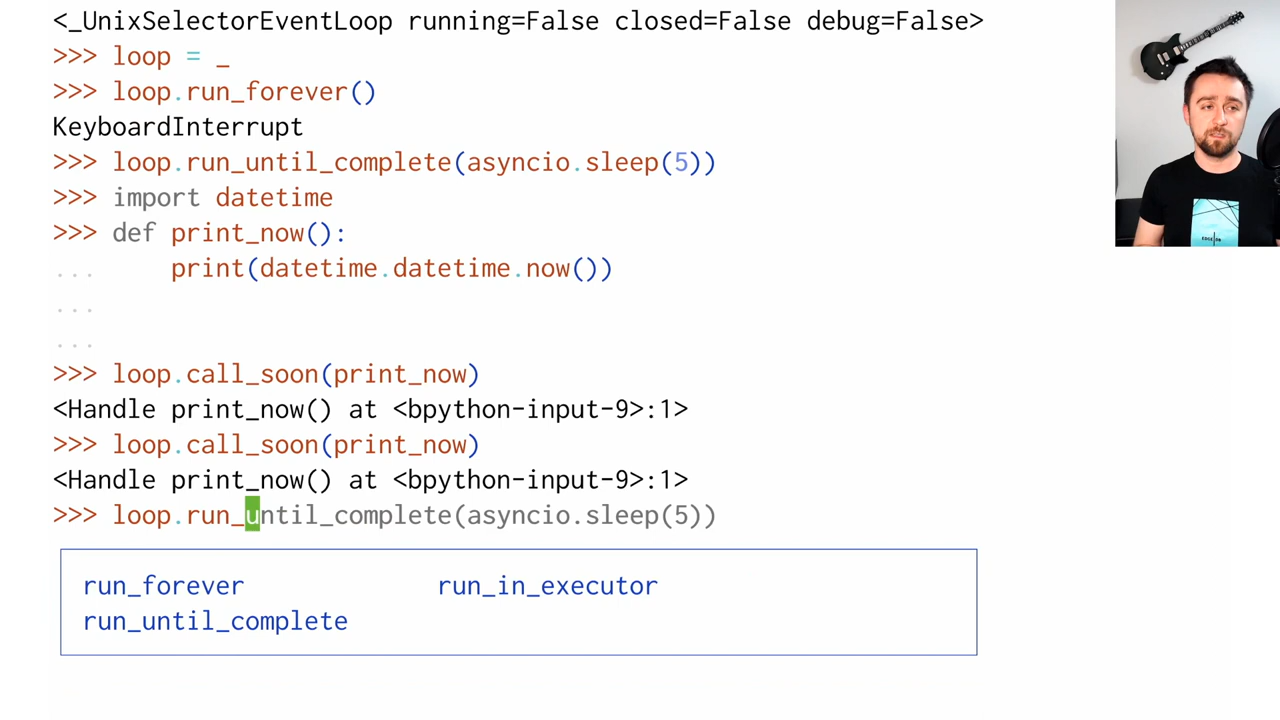 <_UnixSelectorEventLoop running=False closed=False debug=False>
>>> loop = _
>>> loop.run_forever()
KeyboardInterrupt
>>> loop.run_until_complete(asyncio.sleep(5))
>>> import datetime
>>> def print_now():
...     print(datetime.datetime.now())
...
...
>>> loop.call_soon(print_now)
<Handle print_now() at <bpython-input-9>:1>
>>> loop.call_soon(print_now)
<Handle print_now() at <bpython-input-9>:1>
>>> loop.run_until_complete(asyncio.sleep(5))
run_forever run_in_executor
run_until_complete